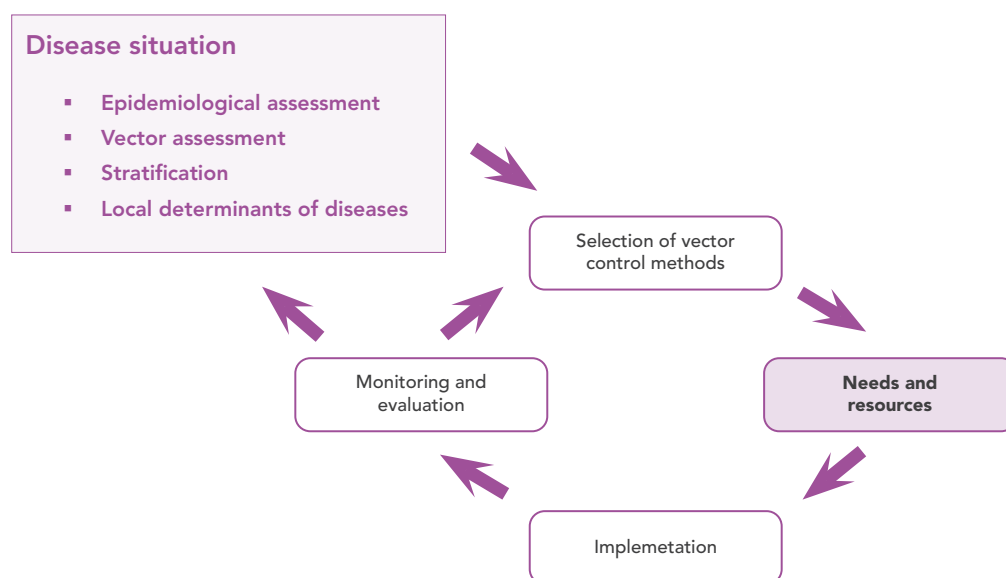 Disease situation
▪ Epidemiological assessment
▪ Vector assessment
▪ Stratification
▪ Local determinants of diseases
Selection of vector
control methods
Monitoring and
evaluation
Needs and
resources
Implemetation